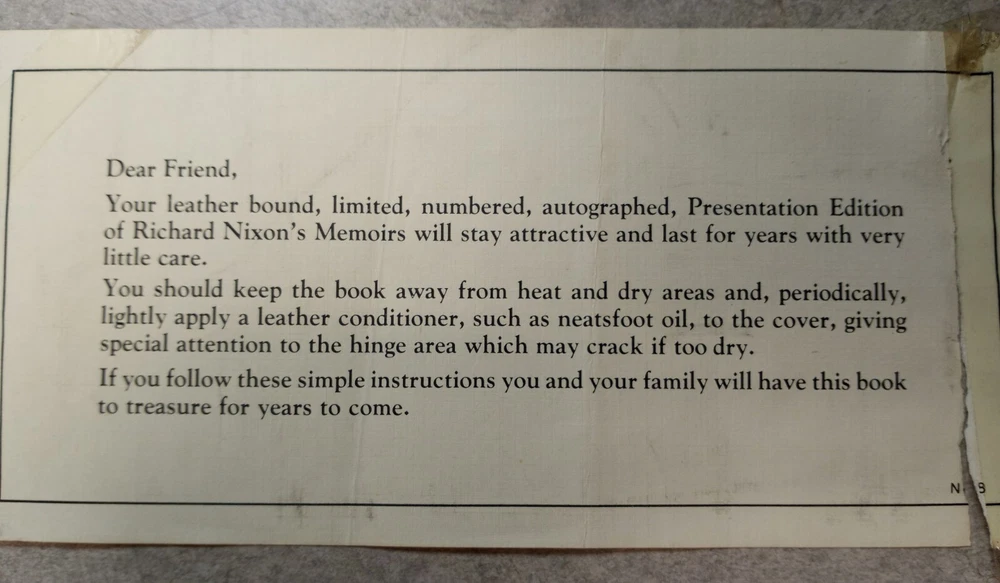 Dear Friend,
Your leather bound, limited, numbered, autographed, Presentation Edition
of Richard Nixon's Memoirs will stay attractive and last for years with very
little care.
You should keep the book away from heat and dry areas and, periodically,
lightly apply a leather conditioner, such as neatsfoot oil, to the cover, giving
special attention to the hinge area which may crack if too dry.
If you follow these simple instructions you and your family will have this book
to treasure for years to come.